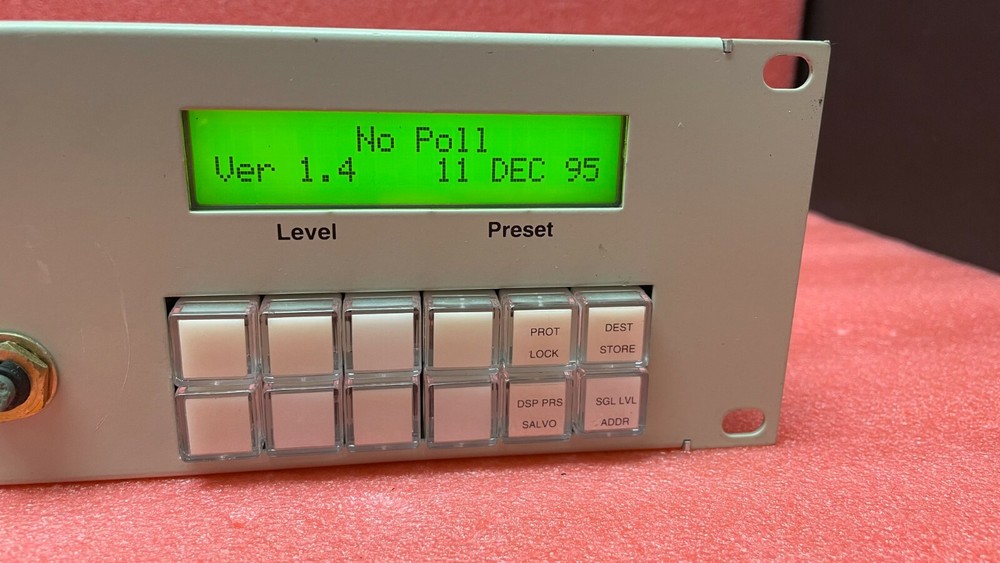 No Poll
Ver 1.4 11 DEC 95
Level Preset
PROT
LOCK
DEST
STORE
DSP PRS
SALVO
SGL LVL
ADDR